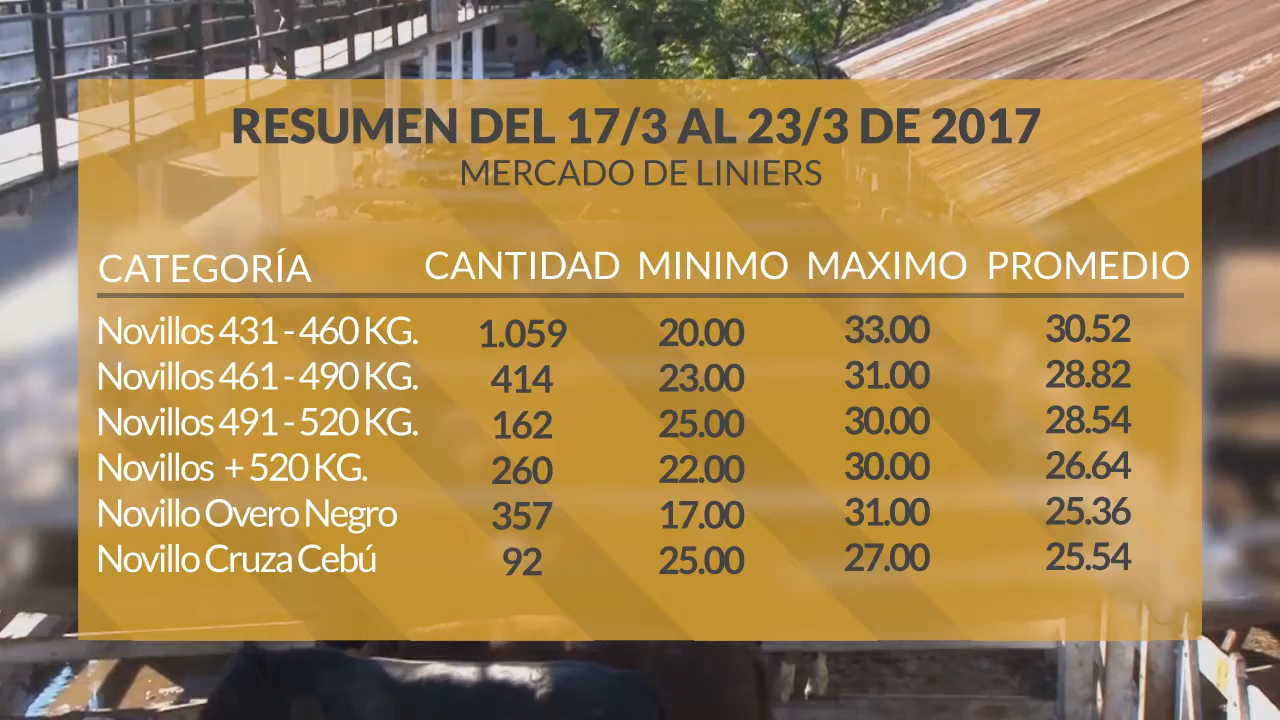 RESUMEN DEL 17/3 AL 23/3 DE 2017
MERCADO DE LINIERS
CATEGORÍA CANTIDAD MINIMO MAXIMO PROMEDIO
Novillos 431 - 460 KG. 1.059 20.00 33.00 30.52
Novillos 461 - 490 KG. 414 23.00 31.00 28.82
Novillos 491 - 520 KG. 162 25.00 30.00 28.54
Novillos + 520 KG. 260 22.00 30.00 26.64
Novillo Overo Negro 357 17.00 31.00 25.36
Novillo Cruza Cebú 92 25.00 27.00 25.54